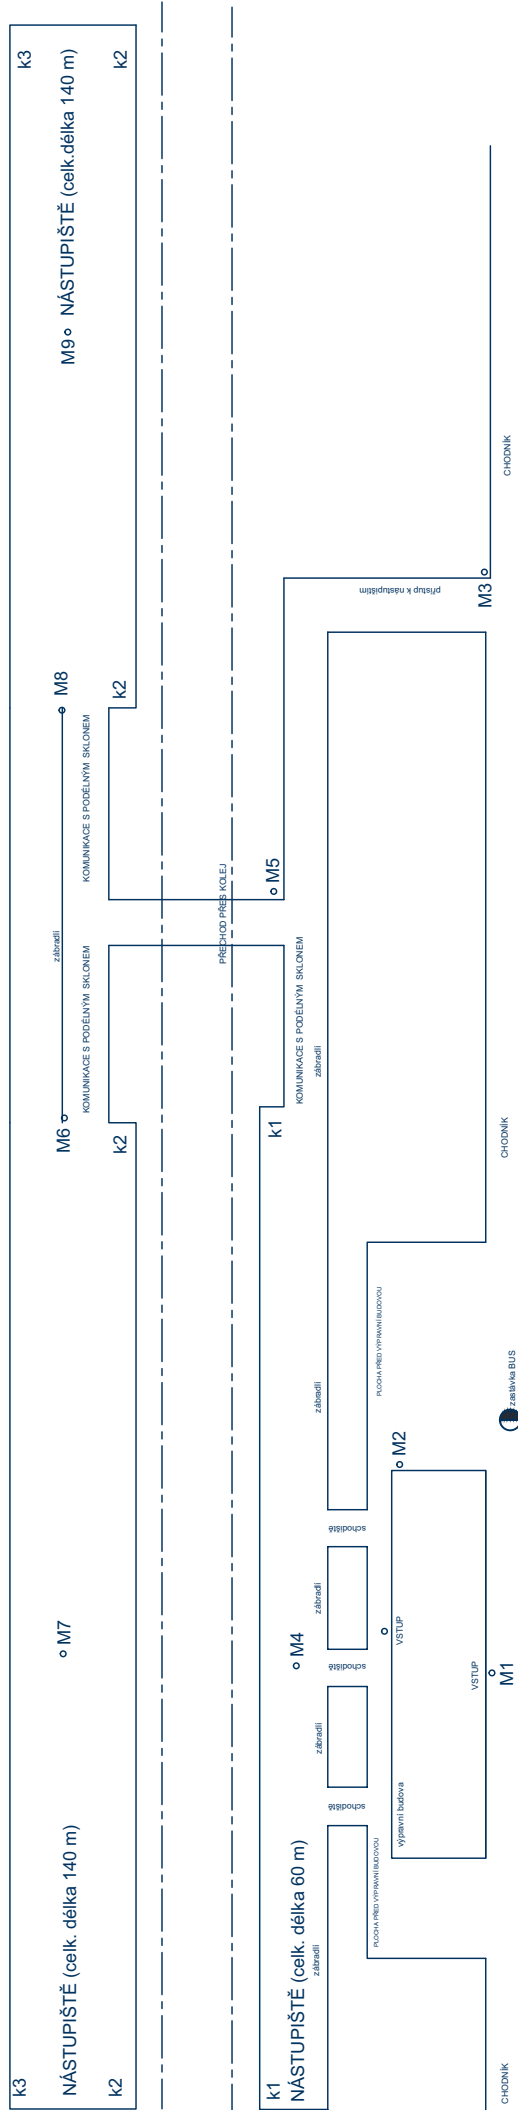 k3
k2
NÁSTUPIŠTĚ (celk.délka 140 m)
M9
CHODNÍK
přístup k nástupištím
M3
M8
k2
KOMUNIKACE S PODÉLNÝM SKLONEM
zábradlí
KOMUNIKACE S PODÉLNÝM SKLONEM
PŘECHOD PŘES KOLEJ
M5
KOMUNIKACE S PODÉLNÝM SKLONEM
zábradlí
M6
k2
k1
CHODNÍK
PLOCHA PŘED VÝPRAVNÍ BUDOVOU
zábradlí
zastávka BUS
M2
schodiště
zábradlí
VSTUP
M7
M4
schodiště
VSTUP
M1
zábradlí
schodiště
výpravní budova
PLOCHA PŘED VÝPRAVNÍ BUDOVOU
NÁSTUPIŠTĚ (celk. délka 140 m)
NÁSTUPIŠTĚ (celk. délka 60 m)
zábradlí
k3
k2
k1
CHODNÍK